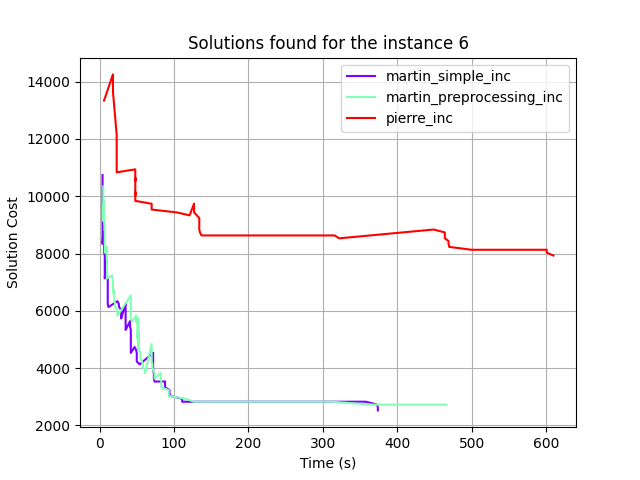 Solutions found for the instance 6
martin_simple_inc
martin_preprocessing_inc
pierre_inc
Solution Cost
14000
12000
10000
8000
6000
4000
2000
0 100 200 300 400 500 600
Time (s)